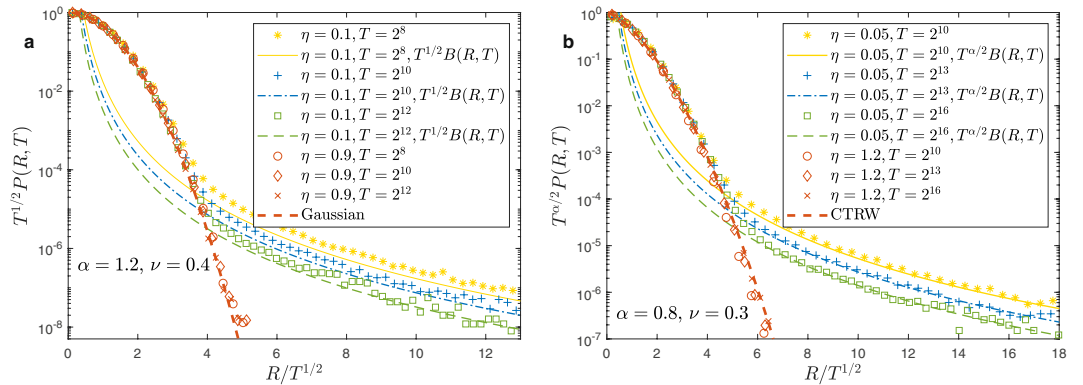 a
T^{1/2}P(R, T)
10^0
10^{-2}
10^{-4}
10^{-6}
10^{-8}
η = 0.1, T = 2^8
η = 0.1, T = 2^8, T^{1/2}B(R, T)
η = 0.1, T = 2^{10}
η = 0.1, T = 2^{10}, T^{1/2}B(R, T)
η = 0.1, T = 2^{12}
η = 0.1, T = 2^{12}, T^{1/2}B(R, T)
η = 0.9, T = 2^8
η = 0.9, T = 2^{10}
η = 0.9, T = 2^{12}
Gaussian
α = 1.2, ν = 0.4
0 2 4 6 8 10 12
R/T^{1/2}
b
T^{α/2}P(R, T)
10^0
10^{-1}
10^{-2}
10^{-3}
10^{-4}
10^{-5}
10^{-6}
10^{-7}
η = 0.05, T = 2^{10}
η = 0.05, T = 2^{10}, T^{α/2}B(R, T)
η = 0.05, T = 2^{13}
η = 0.05, T = 2^{13}, T^{α/2}B(R, T)
η = 0.05, T = 2^{16}
η = 0.05, T = 2^{16}, T^{α/2}B(R, T)
η = 1.2, T = 2^{10}
η = 1.2, T = 2^{13}
η = 1.2, T = 2^{16}
CTRW
α = 0.8, ν = 0.3
0 2 4 6 8 10 12 14 16 18
R/T^{1/2}